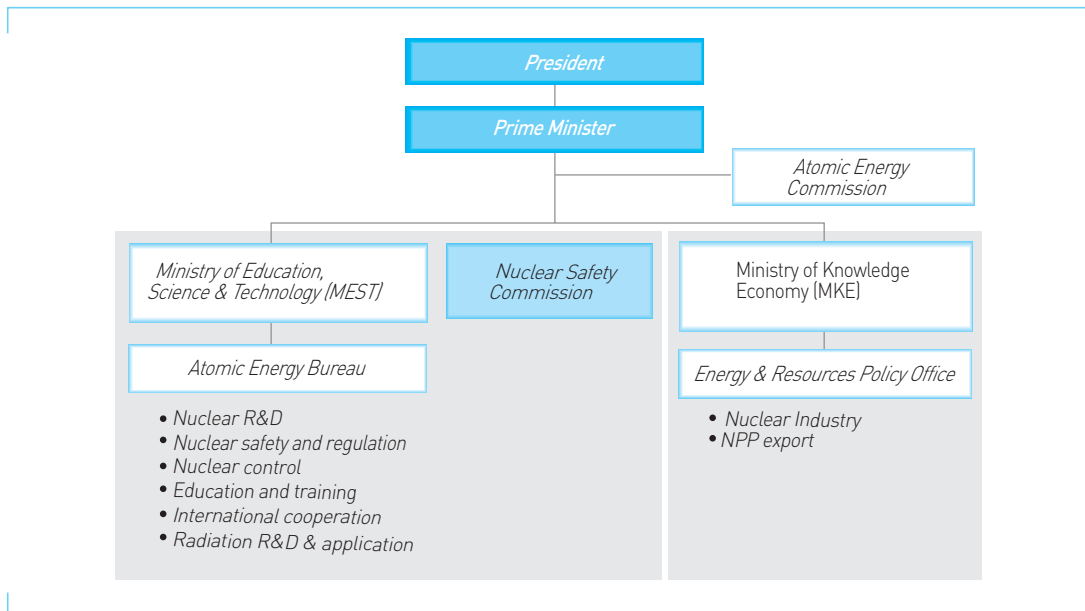 President
Prime Minister
Atomic Energy
Commission
Ministry of Education,
Science & Technology (MEST)
Nuclear Safety
Commission
Ministry of Knowledge
Economy (MKE)
Atomic Energy Bureau
Energy & Resources Policy Office
• Nuclear R&D
• Nuclear safety and regulation
• Nuclear control
• Education and training
• International cooperation
• Radiation R&D & application
• Nuclear Industry
• NPP export